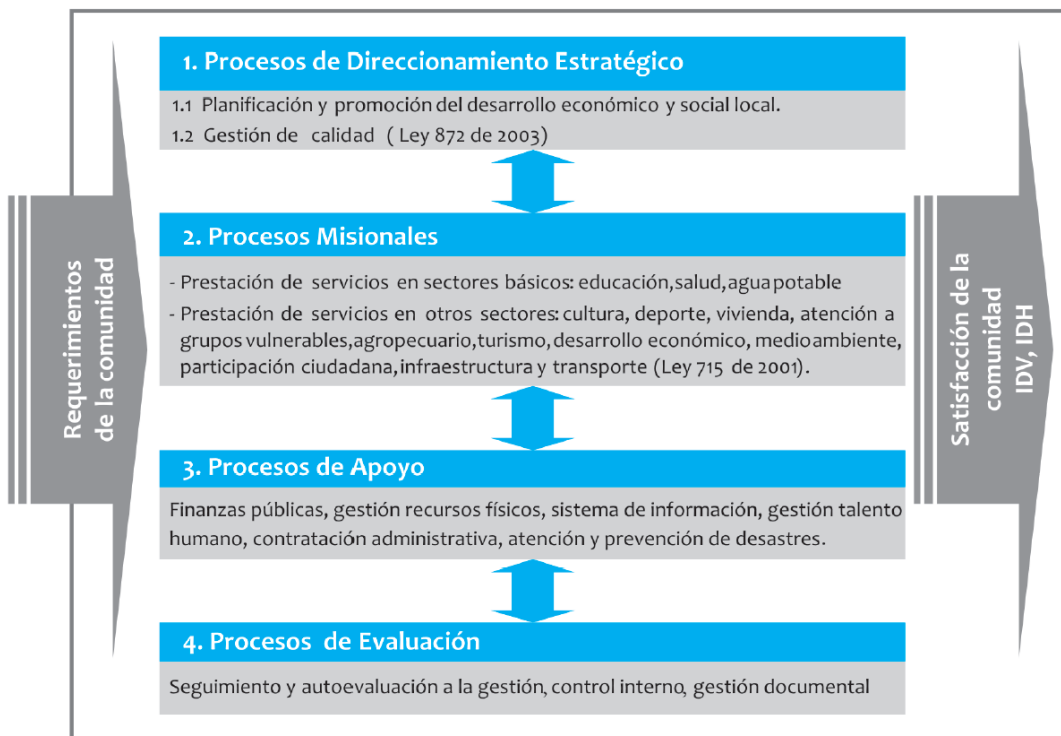 Requerimientos
de la comunidad
1. Procesos de Direccionamiento Estratégico
1.1 Planificación y promoción del desarrollo económico y social local.
1.2 Gestión de calidad ( Ley 872 de 2003)
2. Procesos Misionales
- Prestación de servicios en sectores básicos: educación,salud,agua potable
- Prestación de servicios en otros sectores: cultura, deporte, vivienda, atención a
grupos vulnerables,agropecuario,turismo, desarrollo económico, medio ambiente,
participación ciudadana, infraestructura y transporte (Ley 715 de 2001).
3. Procesos de Apoyo
Finanzas públicas, gestión recursos físicos, sistema de información, gestión talento
humano, contratación administrativa, atención y prevención de desastres.
4. Procesos de Evaluación
Seguimiento y autoevaluación a la gestión, control interno, gestión documental
Satisfacción de la
comunidad
IDV, IDH